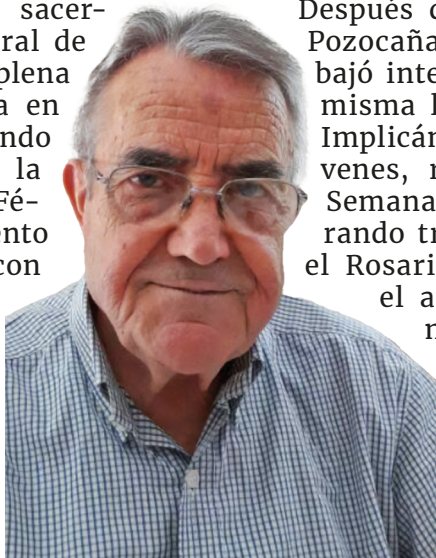 sacer-
ral de
plena
a en
ndo
la
Fé-
ento
con
Después
Pozocaña
bajó inte
misma
Implicán
venes,
Semana
rando tr
el Rosari
el a